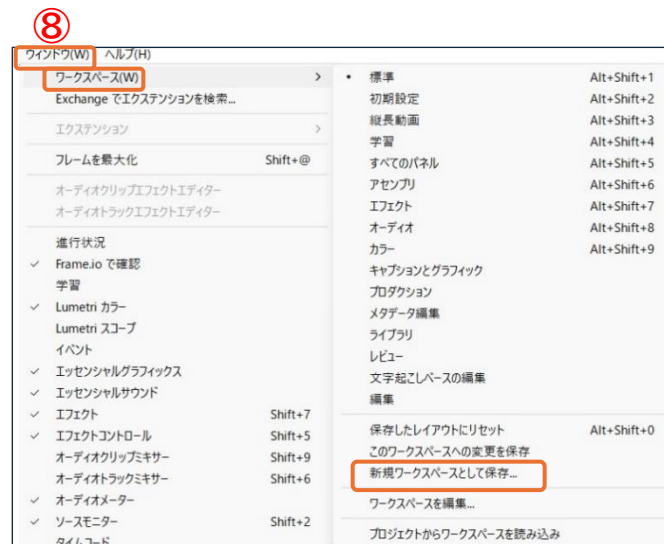 ⑧
ウィンドウ(W) ヘルプ(H)
ワークスペース(W) >
Exchange でエクステンションを検索...
エクステンション >
フレームを最大化 Shift+@
オーディオクリップエフェクトエディター
オーディオトラックエフェクトエディター
進行状況
✓ Frame.io で確認
学習
✓ Lumetri カラー
Lumetri スコープ
イベント
✓ エッセンシャルグラフィックス
✓ エッセンシャルサウンド
✓ エフェクト Shift+7
✓ エフェクトコントロール Shift+5
オーディオクリップミキサー Shift+9
オーディオトラックミキサー Shift+6
✓ オーディオメーター
✓ ソースモニター Shift+2
タイムコード
• 標準 Alt+Shift+1
初期設定 Alt+Shift+2
縦長動画 Alt+Shift+3
学習 Alt+Shift+4
すべてのパネル Alt+Shift+5
アセンブリ Alt+Shift+6
エフェクト Alt+Shift+7
オーディオ Alt+Shift+8
カラー Alt+Shift+9
キャプションとグラフィック
プロダクション
メタデータ編集
ライブラリ
レビュー
文字起こしベースの編集
編集
保存したレイアウトにリセット Alt+Shift+0
このワークスペースへの変更を保存
新規ワークスペースとして保存...
ワークスペースを編集...
プロジェクトからワークスペースを読み込み